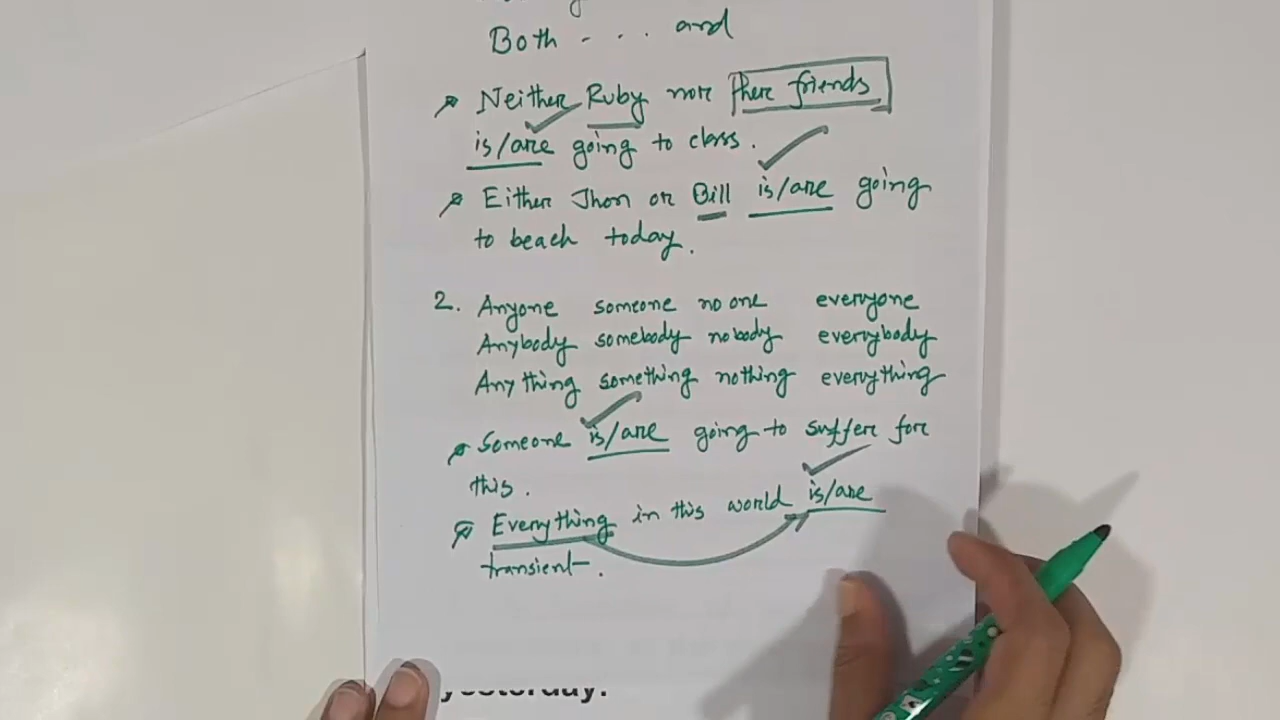 Both - - - . and
Neither Ruby nor their friends
is/are going to class.
Either Jhon or Bill is/are going
to beach today.
2. Anyone someone no one everyone
Anybody somebody nobody everybody
Anything something nothing everything
Someone is/are going to suffer for
this.
Everything in this world is/are
transient.
yesterday.